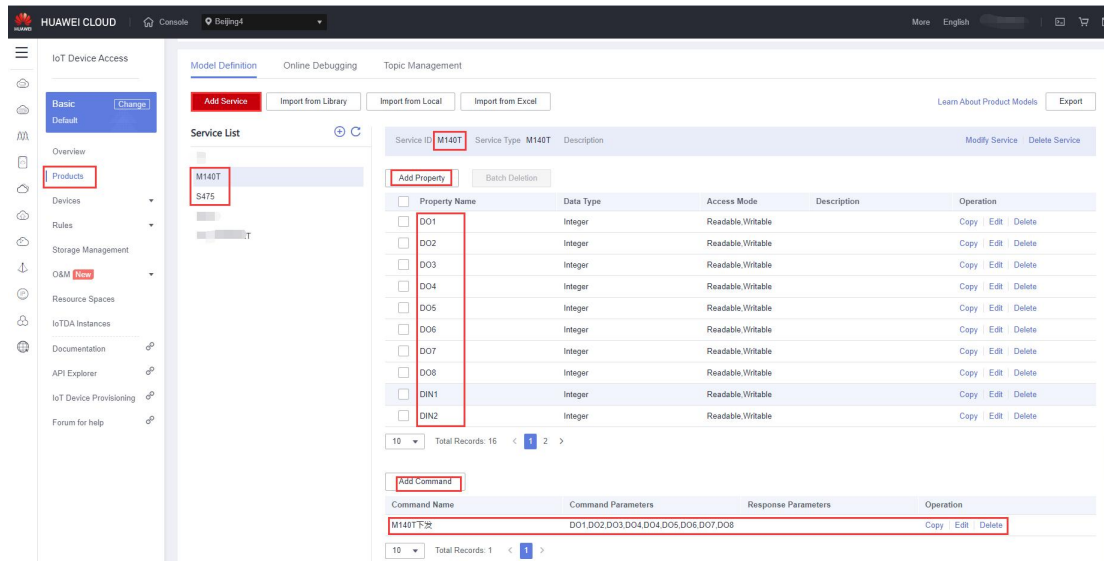 HUAWEI
HUAWEI CLOUD Console Beijing4 More English
IoT Device Access
Basic Change
Default
Overview
Products
Devices
Rules
Storage Management
O&M New
Resource Spaces
IoTDA Instances
Documentation
API Explorer
IoT Device Provisioning
Forum for help
Model Definition Online Debugging Topic Management
Add Service Import from Library Import from Local Import from Excel Learn About Product Models Export
Service List
M140T
S475
T
Service ID M140T Service Type M140T Description Modify Service Delete Service
Add Property Batch Deletion
Property Name Data Type Access Mode Description Operation
DO1 Integer Readable,Writable Copy Edit Delete
DO2 Integer Readable,Writable Copy Edit Delete
DO3 Integer Readable,Writable Copy Edit Delete
DO4 Integer Readable,Writable Copy Edit Delete
DO5 Integer Readable,Writable Copy Edit Delete
DO6 Integer Readable,Writable Copy Edit Delete
DO7 Integer Readable,Writable Copy Edit Delete
DO8 Integer Readable,Writable Copy Edit Delete
DIN1 Integer Readable,Writable Copy Edit Delete
DIN2 Integer Readable,Writable Copy Edit Delete
10 Total Records: 16 < 1 2 >
Add Command
Command Name Command Parameters Response Parameters Operation
M140T下发 DO1,DO2,DO3,DO4,DO4,DO5,DO6,DO7,DO8 Copy Edit Delete
10 Total Records: 1 < 1 >